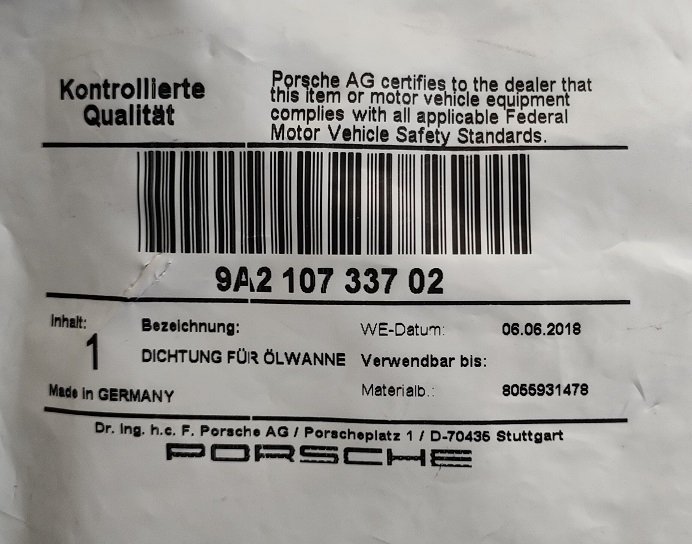 Kontrollierte
Qualität
Porsche AG certifies to the dealer that
this item or motor vehicle equipment
complies with all applicable Federal
Motor Vehicle Safety Standards.
9A2 107 337 02
Inhalt:
1
Bezeichnung:
DICHTUNG FÜR ÖLWANNE
WE-Datum: 06.06.2018
Verwendbar bis:
Made in GERMANY
Materialb.: 8055931478
Dr. Ing. h.c. F. Porsche AG / Porscheplatz 1 / D-70435 Stuttgart
PORSCHE